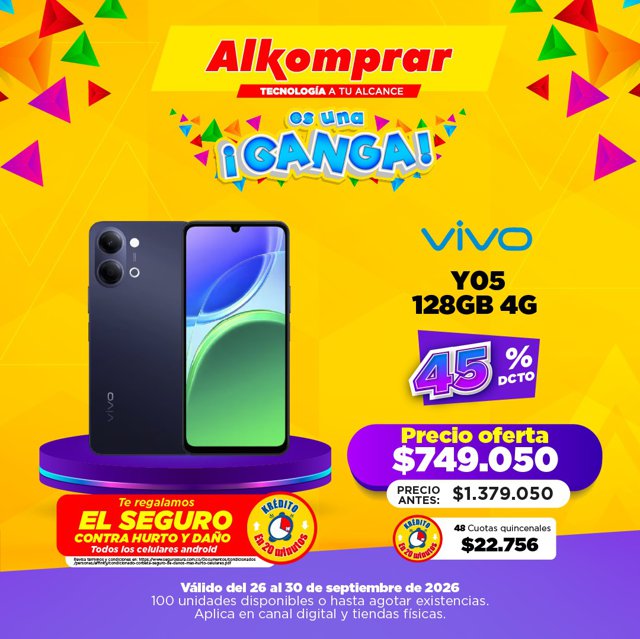 Alkomprar
TECNOLOGÍA A TU ALCANCE
es una
¡GANGA!
vivo
Y05
128GB 4G
45%
DCTO
Precio oferta
$749.050
PRECIO
ANTES:
$1.379.050
Te regalamos
EL SEGURO
CONTRA HURTO Y DAÑO
Todos los celulares android
KRÉDITO
En 20 minutos
KRÉDITO
En 20 minutos
48 Cuotas quincenales
$22.756
vivo
Válido del 26 al 30 de septiembre de 2026
100 unidades disponibles o hasta agotar existencias.
Aplica en canal digital y tiendas físicas.